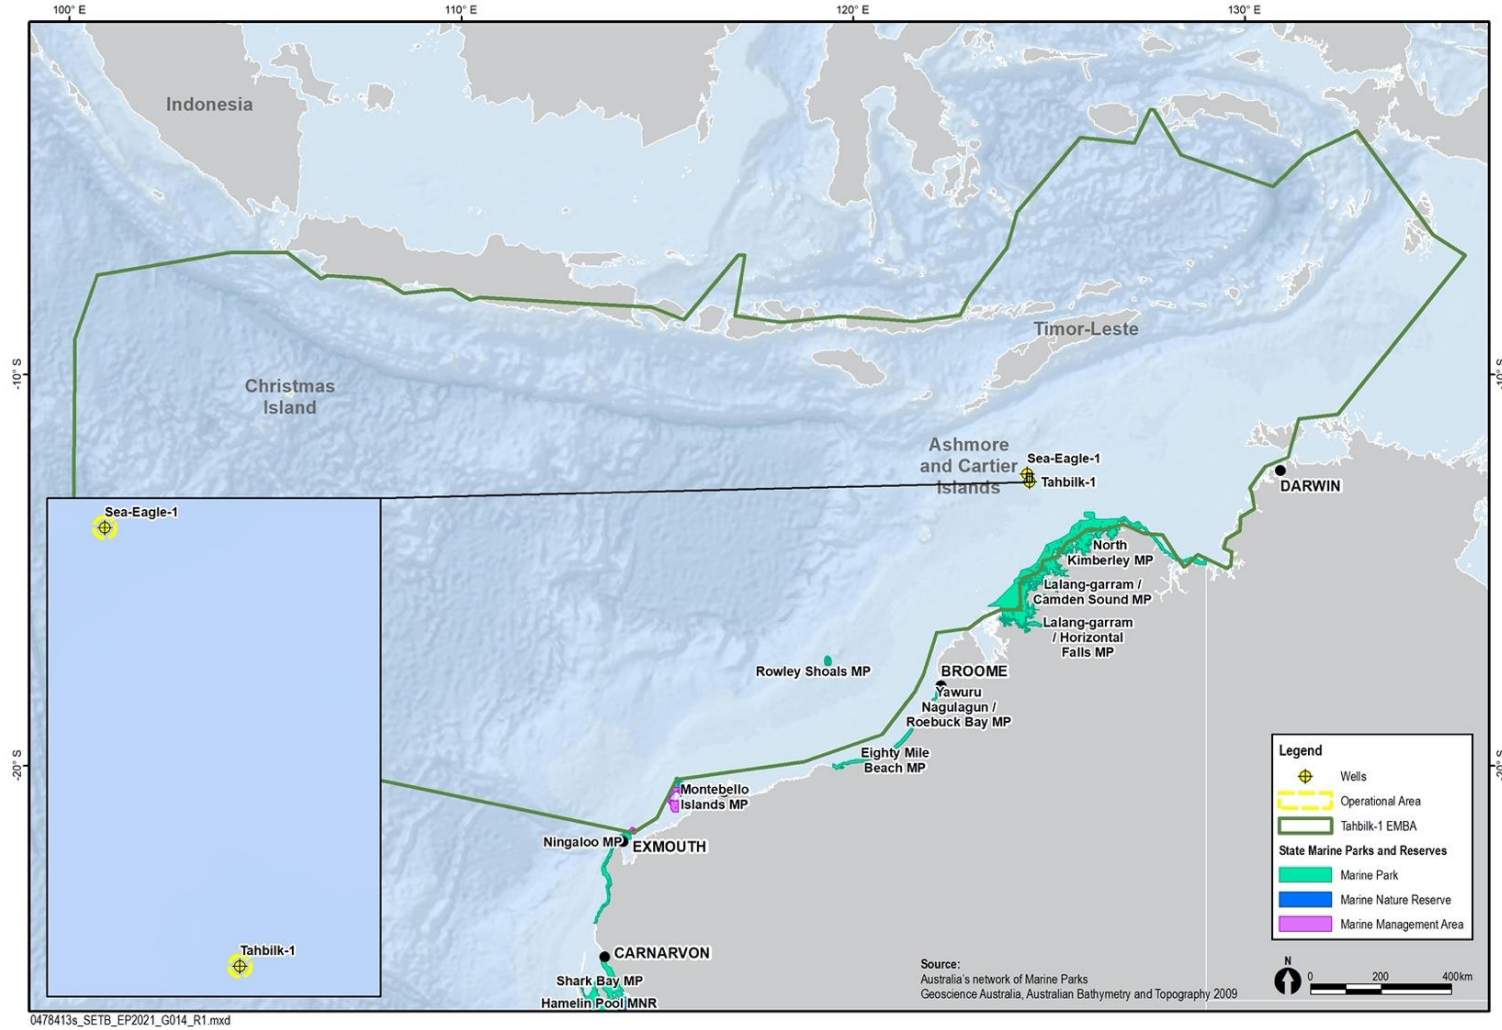 100° E
110° E
120° E
130° E
Indonesia
Timor-Leste
-10° S
-10° S
Christmas
Island
Ashmore
and Cartier
Islands
Sea-Eagle-1
Tahbilk-1
DARWIN
Sea-Eagle-1
North
Kimberley MP
Lalang-garram /
Camden Sound MP
Lalang-garram
/ Horizontal
Falls MP
Rowley Shoals MP
BROOME
Yawuru
Nagulagun /
Roebuck Bay MP
Eighty Mile
Beach MP
-20° S
-20° S
Montebello
Islands MP
Ningaloo MP
EXMOUTH
Tahbilk-1
CARNARVON
Shark Bay MP
Hamelin Pool MNR
Legend
Wells
Operational Area
Tahbilk-1 EMBA
State Marine Parks and Reserves
Marine Park
Marine Nature Reserve
Marine Management Area
Source:
Australia's network of Marine Parks
Geoscience Australia, Australian Bathymetry and Topography 2009
N
0 200 400km
0478413s_SETB_EP2021_G014_R1.mxd